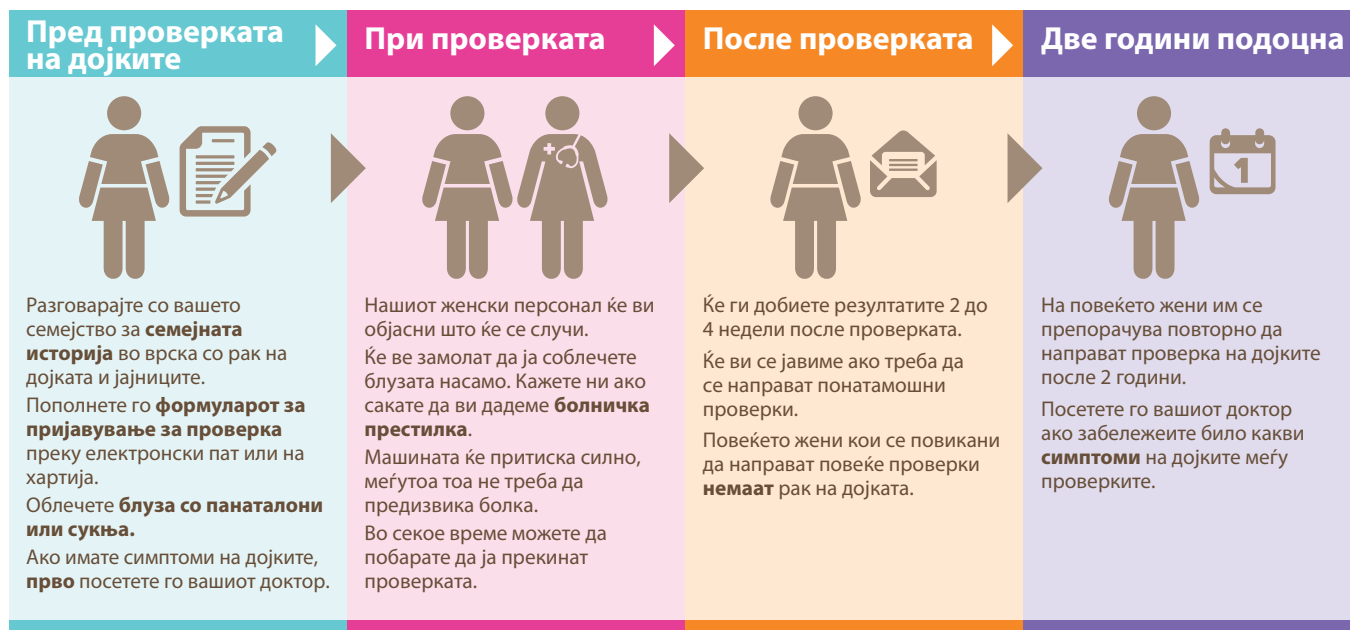 Пред проверката
на дојките
Разговарајте со вашето
семејство за семејната
историја во врска со рак на
дојката и јајниците.
Пополнете го формуларот за
пријавување за проверка
преку електронски пат или на
хартија.
Облечете блуза со панаталони
или сукња.
Ако имате симптоми на дојките,
прво посетете го вашиот доктор.
При проверката
Нашиот женски персонал ќе ви
објасни што ќе се случи.
Ќе ве замолат да ја соблечете
блузата насамо. Кажете ни ако
сакате да ви дадеме болничка
престилка.
Машината ќе притиска силно,
меѓутоа тоа не треба да
предизвика болка.
Во секое време можете да
побарате да ја прекинат
проверката.
После проверката
Ќе ги добиете резултатите 2 до
4 недели после проверката.
Ќе ви се јавиме ако треба да
се направат понатамошни
проверки.
Повеќето жени кои се повикани
да направат повеќе проверки
немаат рак на дојката.
Две години подоцна
1
На повеќето жени им се
препорачува повторно да
направат проверка на дојките
после 2 години.
Посетете го вашиот доктор
ако забележеите било какви
симптоми на дојките меѓу
проверките.